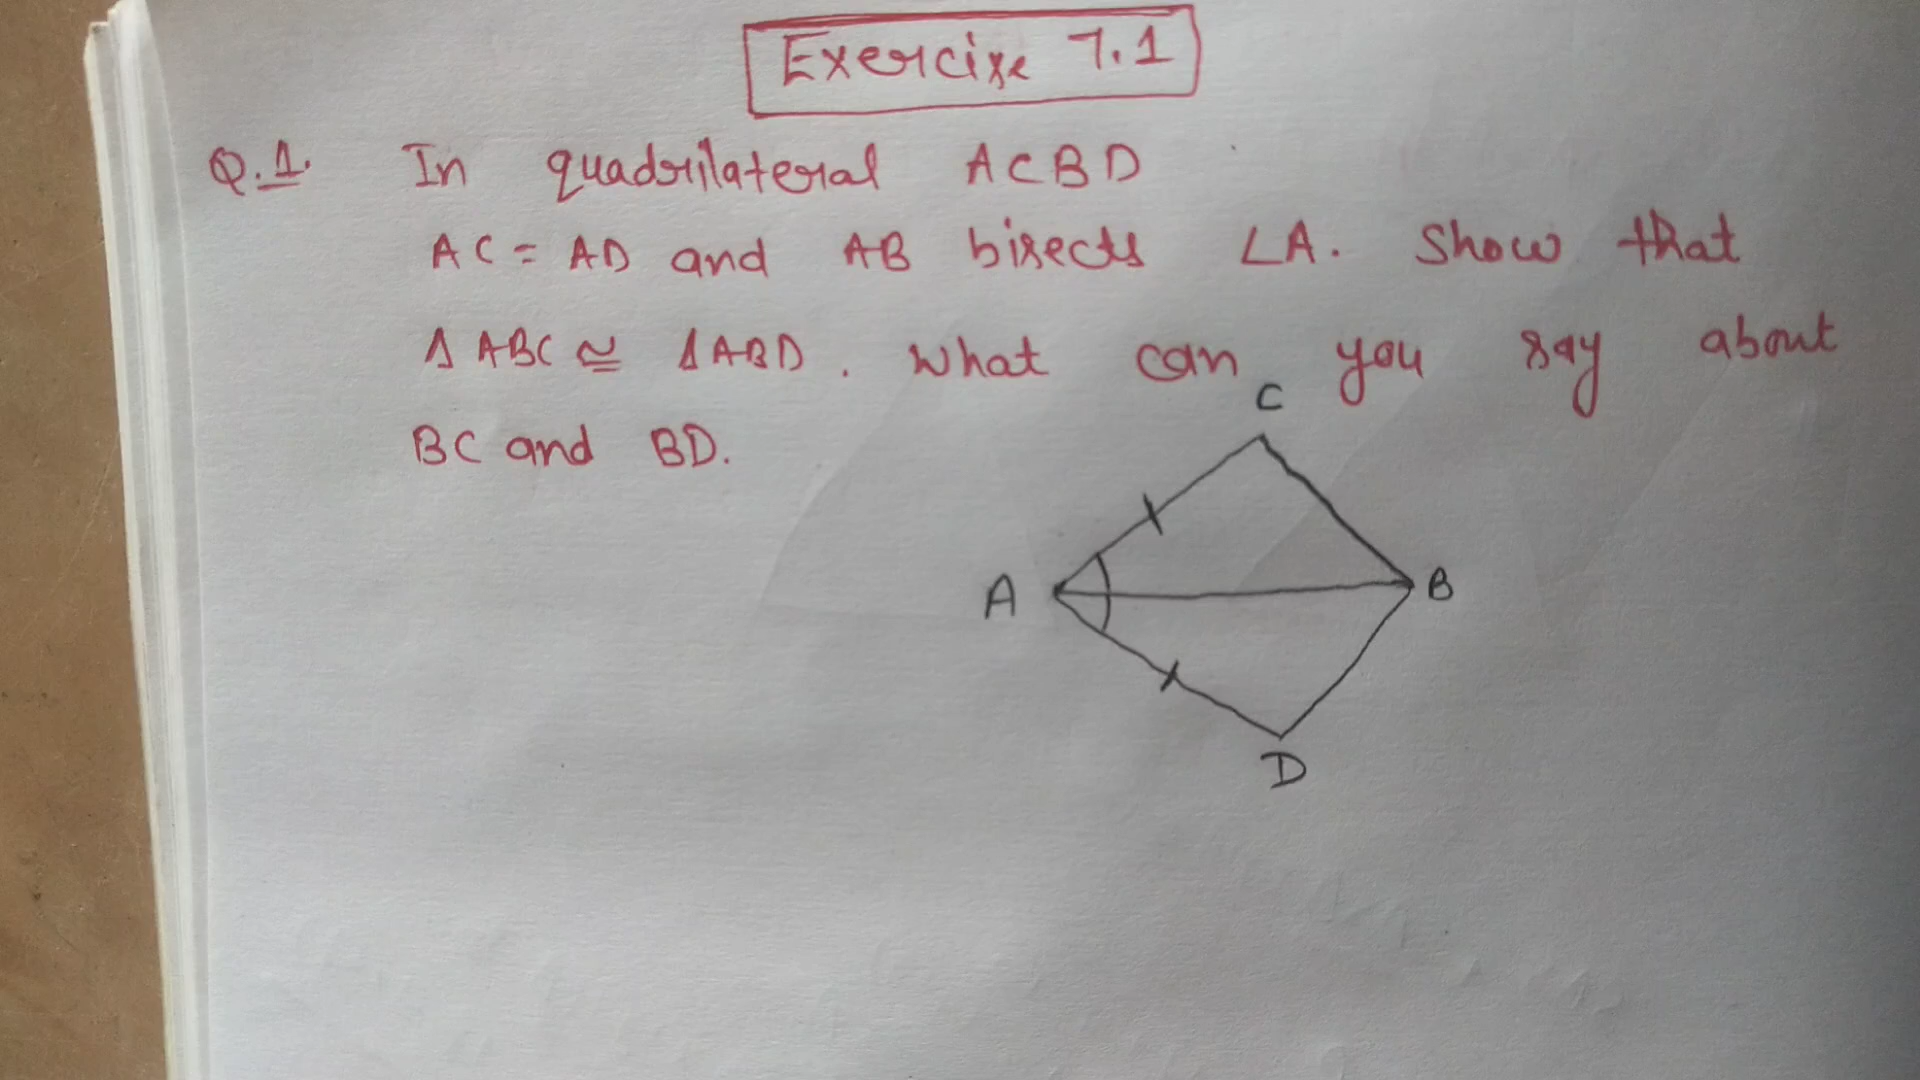 Exercise 7.1
Q.1. In quadrilateral ACBD
AC = AD and AB bisects ∠A. Show that
Δ ABC ≅ ΔABD. What can you say about
BC and BD.
C
A
B
D